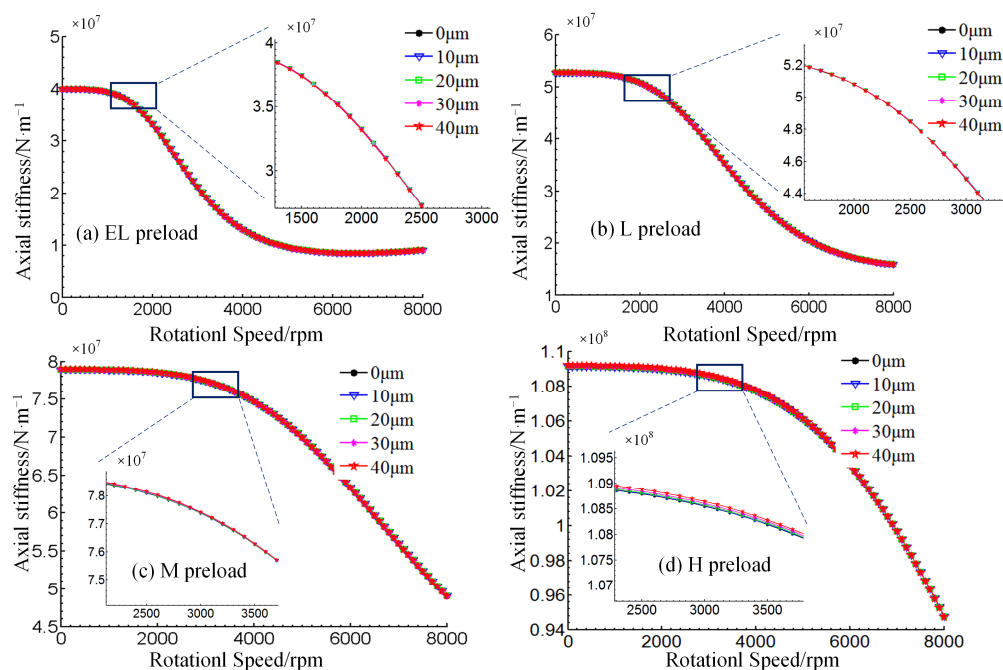 ×10⁷
5
4
3
2
1
0
Axial stiffness/N·m⁻¹
0μm
10μm
20μm
30μm
40μm
×10⁷
4
3.5
3
1500 2000 2500 3000
(a) EL preload
0 2000 4000 6000 8000
Rotationl Speed/rpm
×10⁷
6
5
4
3
2
1
Axial stiffness/N·m⁻¹
0μm
10μm
20μm
30μm
40μm
×10⁷
5.2
5
4.8
4.6
4.4
2000 2500 3000
(b) L preload
0 2000 4000 6000 8000
Rotationl Speed/rpm
×10⁷
8
7.5
7
6.5
6
5.5
5
4.5
Axial stiffness/N·m⁻¹
0μm
10μm
20μm
30μm
40μm
×10⁷
7.8
7.7
7.6
7.5
2500 3000 3500
(c) M preload
0 2000 4000 6000 8000
Rotationl Speed/rpm
×10⁸
1.1
1.08
1.06
1.04
1.02
1
0.98
0.96
0.94
Axial stiffness/N·m⁻¹
0μm
10μm
20μm
30μm
40μm
×10⁸
1.095
1.09
1.085
1.08
1.075
1.07
2500 3000 3500
(d) H preload
0 2000 4000 6000 8000
Rotationl Speed/rpm